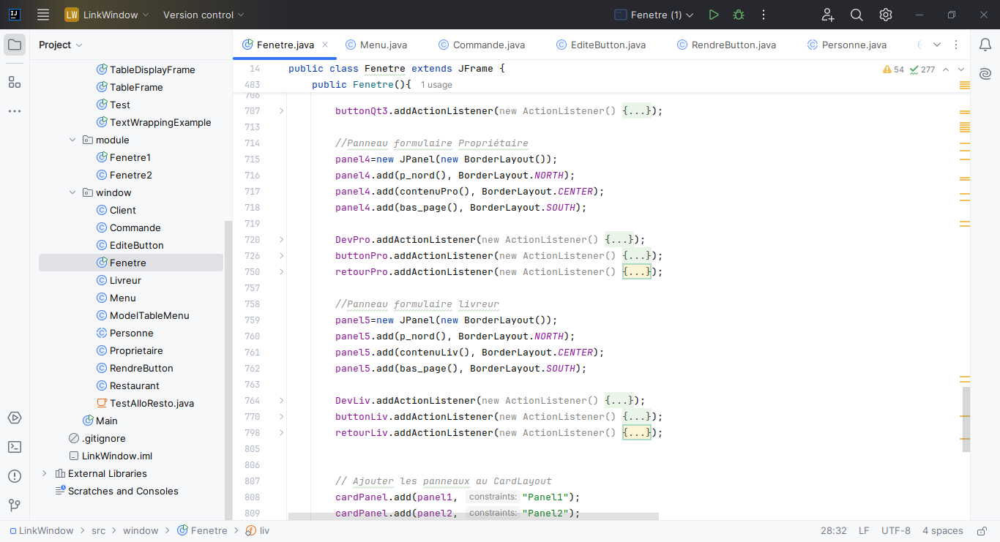 LW LinkWindow Version control Fenetre (1)
Project
Fenetre.java Menu.java Commande.java EditeButton.java RendreButton.java Personne.java
TableDisplayFrame
TableFrame
Test
TextWrappingExample
module
Fenetre1
Fenetre2
window
Client
Commande
EditeButton
Fenetre
Livreur
Menu
ModelTableMenu
Personne
Proprietaire
RendreButton
Restaurant
TestAlloResto.java
Main
.gitignore
LinkWindow.iml
External Libraries
Scratches and Consoles
14 public class Fenetre extends JFrame { 54 277
483 public Fenetre(){ 1 usage
706
707 buttonQt3.addActionListener(new ActionListener() {...});
713
714 //Panneau formulaire Propriétaire
715 panel4=new JPanel(new BorderLayout());
716 panel4.add(p_nord(), BorderLayout.NORTH);
717 panel4.add(contenuPro(), BorderLayout.CENTER);
718 panel4.add(bas_page(), BorderLayout.SOUTH);
719
720 DevPro.addActionListener(new ActionListener() {...});
726 buttonPro.addActionListener(new ActionListener() {...});
750 retourPro.addActionListener(new ActionListener() {...});
757
758 //Panneau formulaire livreur
759 panel5=new JPanel(new BorderLayout());
760 panel5.add(p_nord(), BorderLayout.NORTH);
761 panel5.add(contenuLiv(), BorderLayout.CENTER);
762 panel5.add(bas_page(), BorderLayout.SOUTH);
763
764 DevLiv.addActionListener(new ActionListener() {...});
770 buttonLiv.addActionListener(new ActionListener() {...});
798 retourLiv.addActionListener(new ActionListener() {...});
805
806
807 // Ajouter les panneaux au CardLayout
808 cardPanel.add(panel1, constraints: "Panel1");
809 cardPanel.add(panel2, constraints: "Panel2");
LinkWindow > src > window > Fenetre > liv 28:32 LF UTF-8 4 spaces